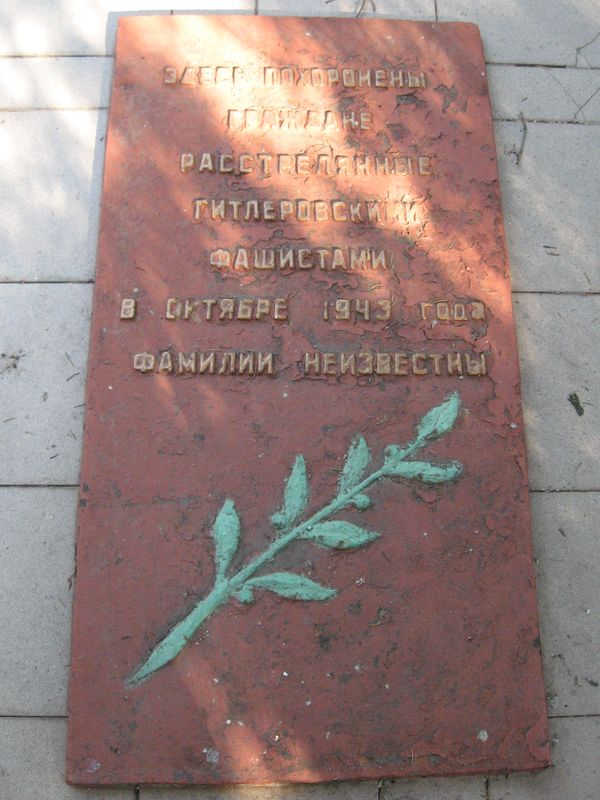 ЗДЕСЬ ПОХОРОНЕНЫ
ГРАЖДАНЕ
РАССТРЕЛЯННЫЕ
ГИТЛЕРОВСКИМИ
ФАШИСТАМИ
В ОКТЯБРЕ 1943 года
ФАМИЛИИ НЕИЗВЕСТНЫ